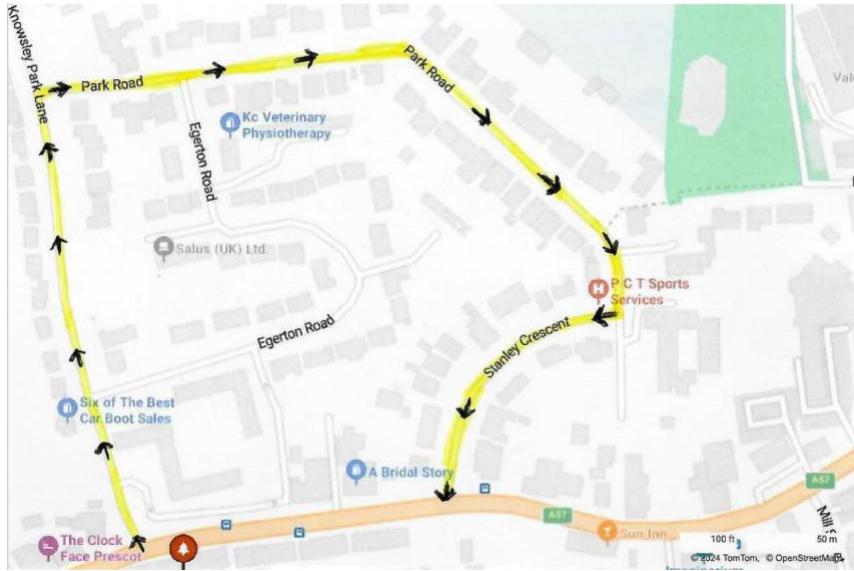 Knowsley Park Lane
Park Road
Park Road
Kc Veterinary
Physiotherapy
Egerton Road
Salus (UK) Ltd.
P C T Sports
Services
Egerton Road
Stanley Crescent
Six of The Best
Car Boot Sales
A Bridal Story
A57
A57
Sun Inn
The Clock
Face Prescot
100 ft
50 m
© 2024 TomTom, © OpenStreetMap